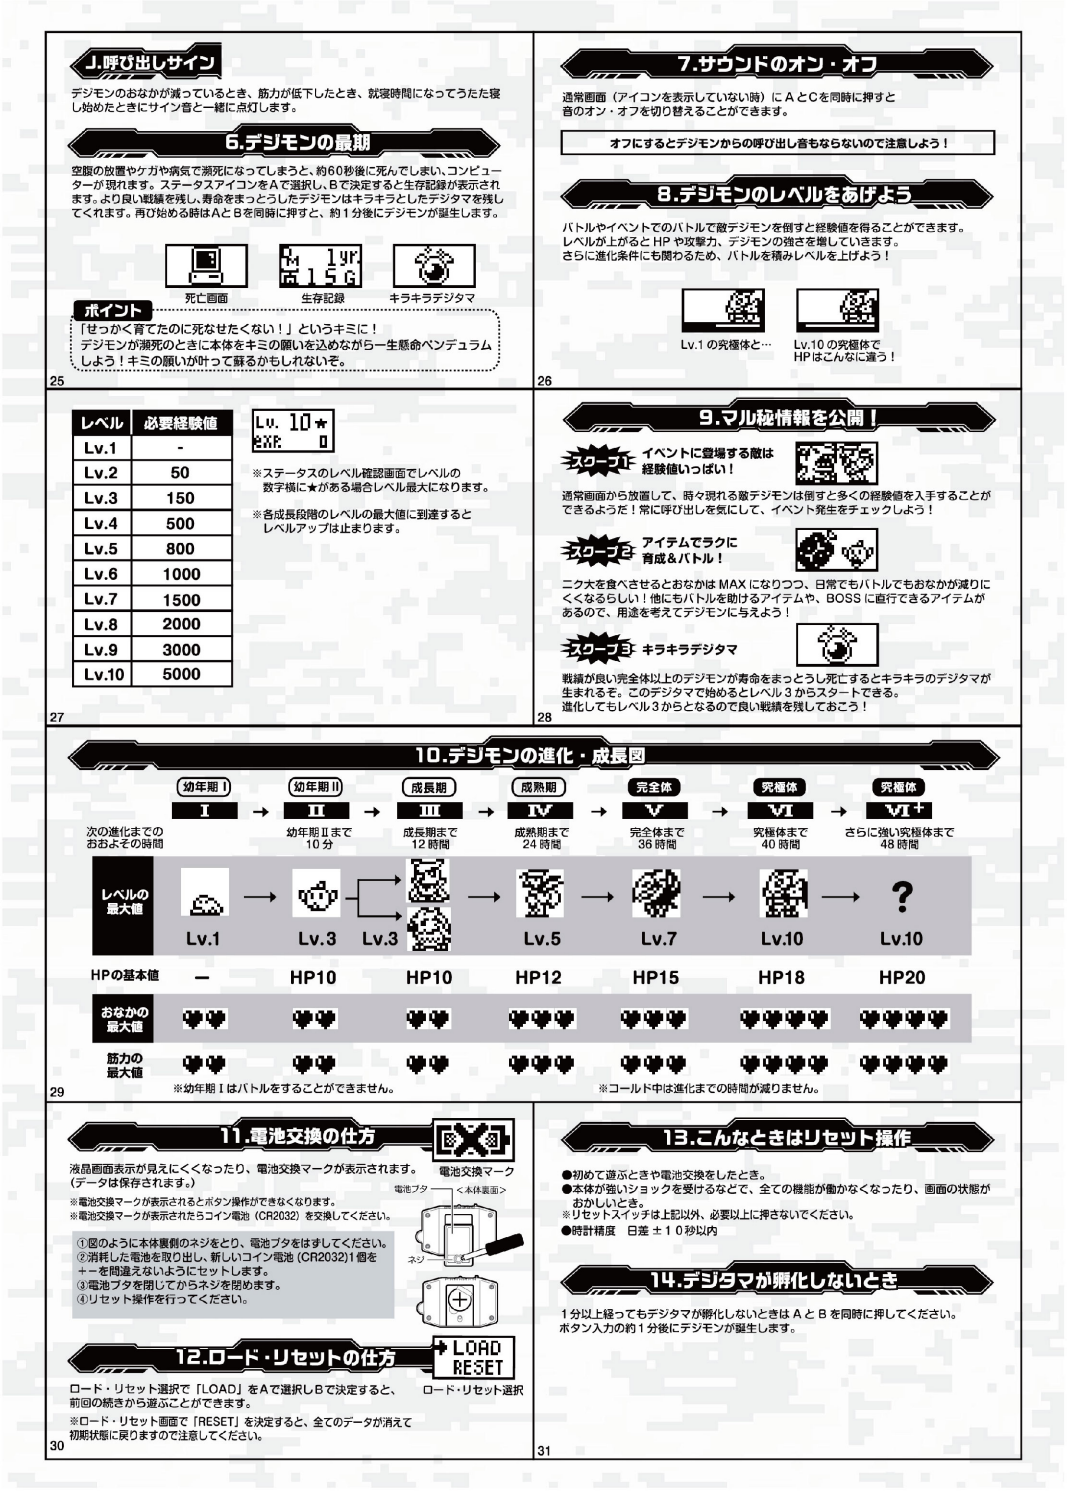 J.呼び出しサイン
デジモンのおなかが減っているとき、筋力が低下したとき、就寝時間になってうたた寝
し始めたときにサイン音と一緒に点灯します。
6.デジモンの最期
空腹の放置やケガや病気で瀕死になってしまうと、約60秒後に死んでしまい、コンピュー
ターが現れます。ステータスアイコンをAで選択し、Bで決定すると生存記録が表示され
ます。より良い戦績を残し、寿命をまっとうしたデジモンはキラキラとしたデジタマを残し
てくれます。再び始める時はAとBを同時に押すと、約1分後にデジモンが誕生します。
1yr.
15G
死亡画面
生存記録
キラキラデジタマ
ポイント
「せっかく育てたのに死なせたくない！」というキミに！
デジモンが瀕死のときに本体をキミの願いを込めながら一生懸命ペンデュラム
しよう！キミの願いが叶って蘇るかもしれないぞ。
25
7.サウンドのオン・オフ
通常画面（アイコンを表示していない時）にAとCを同時に押すと
音のオン・オフを切り替えることができます。
オフにするとデジモンからの呼び出し音もならないので注意しよう！
8.デジモンのレベルをあげよう
バトルやイベントでのバトルで敵デジモンを倒すと経験値を得ることができます。
レベルが上がるとHPや攻撃力、デジモンの強さを増していきます。
さらに進化条件にも関わるため、バトルを積みレベルを上げよう！
Lv.1の究極体と…
Lv.10の究極体で
HPはこんなに違う！
26
レベル 必要経験値
Lv.1 -
Lv.2 50
Lv.3 150
Lv.4 500
Lv.5 800
Lv.6 1000
Lv.7 1500
Lv.8 2000
Lv.9 3000
Lv.10 5000
Lv. 10★
EXP. 0
※ステータスのレベル確認画面でレベルの
数字横に★がある場合レベル最大になります。
※各成長段階のレベルの最大値に到達すると
レベルアップは止まります。
27
9.マル秘情報を公開！
スクープ1 イベントに登場する敵は
経験値いっぱい！
通常画面から放置して、時々現れる敵デジモンは倒すと多くの経験値を入手することが
できるようだ！常に呼び出しを気にして、イベント発生をチェックしよう！
スクープ2 アイテムでラクに
育成&バトル！
ニク大を食べさせるとおなかはMAXになりつつ、日常でもバトルでもおなかが減りに
くくなるらしい！他にもバトルを助けるアイテムや、BOSSに直行できるアイテムが
あるので、用途を考えてデジモンに与えよう！
スクープ3 キラキラデジタマ
戦績が良い完全体以上のデジモンが寿命をまっとうし死亡するとキラキラのデジタマが
生まれるぞ。このデジタマで始めるとレベル3からスタートできる。
進化してもレベル3からとなるので良い戦績を残しておこう！
28
10.デジモンの進化・成長図
幼年期Ⅰ 幼年期Ⅱ 成長期 成熟期 完全体 究極体 究極体
Ⅰ → Ⅱ → Ⅲ → Ⅳ → Ⅴ → Ⅵ → Ⅵ+
次の進化までの
おおよその時間
幼年期Ⅱまで
10分
成長期まで
12時間
成熟期まで
24時間
完全体まで
36時間
究極体まで
40時間
さらに強い究極体まで
48時間
レベルの
最大値
?
Lv.1 Lv.3 Lv.3 Lv.5 Lv.7 Lv.10 Lv.10
HPの基本値 － HP10 HP10 HP12 HP15 HP18 HP20
おなかの
最大値
筋力の
最大値
※幼年期Ⅰはバトルをすることができません。
※コールド中は進化までの時間が減りません。
29
11.電池交換の仕方
液晶画面表示が見えにくくなったり、電池交換マークが表示されます。
(データは保存されます。)
※電池交換マークが表示されるとボタン操作ができなくなります。
※電池交換マークが表示されたらコイン電池（CR2032）を交換してください。
①図のように本体裏側のネジをとり、電池ブタをはずしてください。
②消耗した電池を取り出し、新しいコイン電池(CR2032)1個を
＋－を間違えないようにセットします。
③電池ブタを閉じてからネジを閉めます。
④リセット操作を行ってください。
電池交換マーク
電池ブタ
＜本体裏面＞
ネジ
12.ロード・リセットの仕方
ロード・リセット選択で「LOAD」をAで選択しBで決定すると、
前回の続きから遊ぶことができます。
※ロード・リセット画面で「RESET」を決定すると、全てのデータが消えて
初期状態に戻りますので注意してください。
LOAD
RESET
ロード・リセット選択
30
13.こんなときはリセット操作
●初めて遊ぶときや電池交換をしたとき。
●本体が強いショックを受けるなどで、全ての機能が働かなくなったり、画面の状態が
おかしいとき。
※リセットスイッチは上記以外、必要以上に押さないでください。
●時計精度　日差±10秒以内
14.デジタマが孵化しないとき
1分以上経ってもデジタマが孵化しないときはAとBを同時に押してください。
ボタン入力の約1分後にデジモンが誕生します。
31